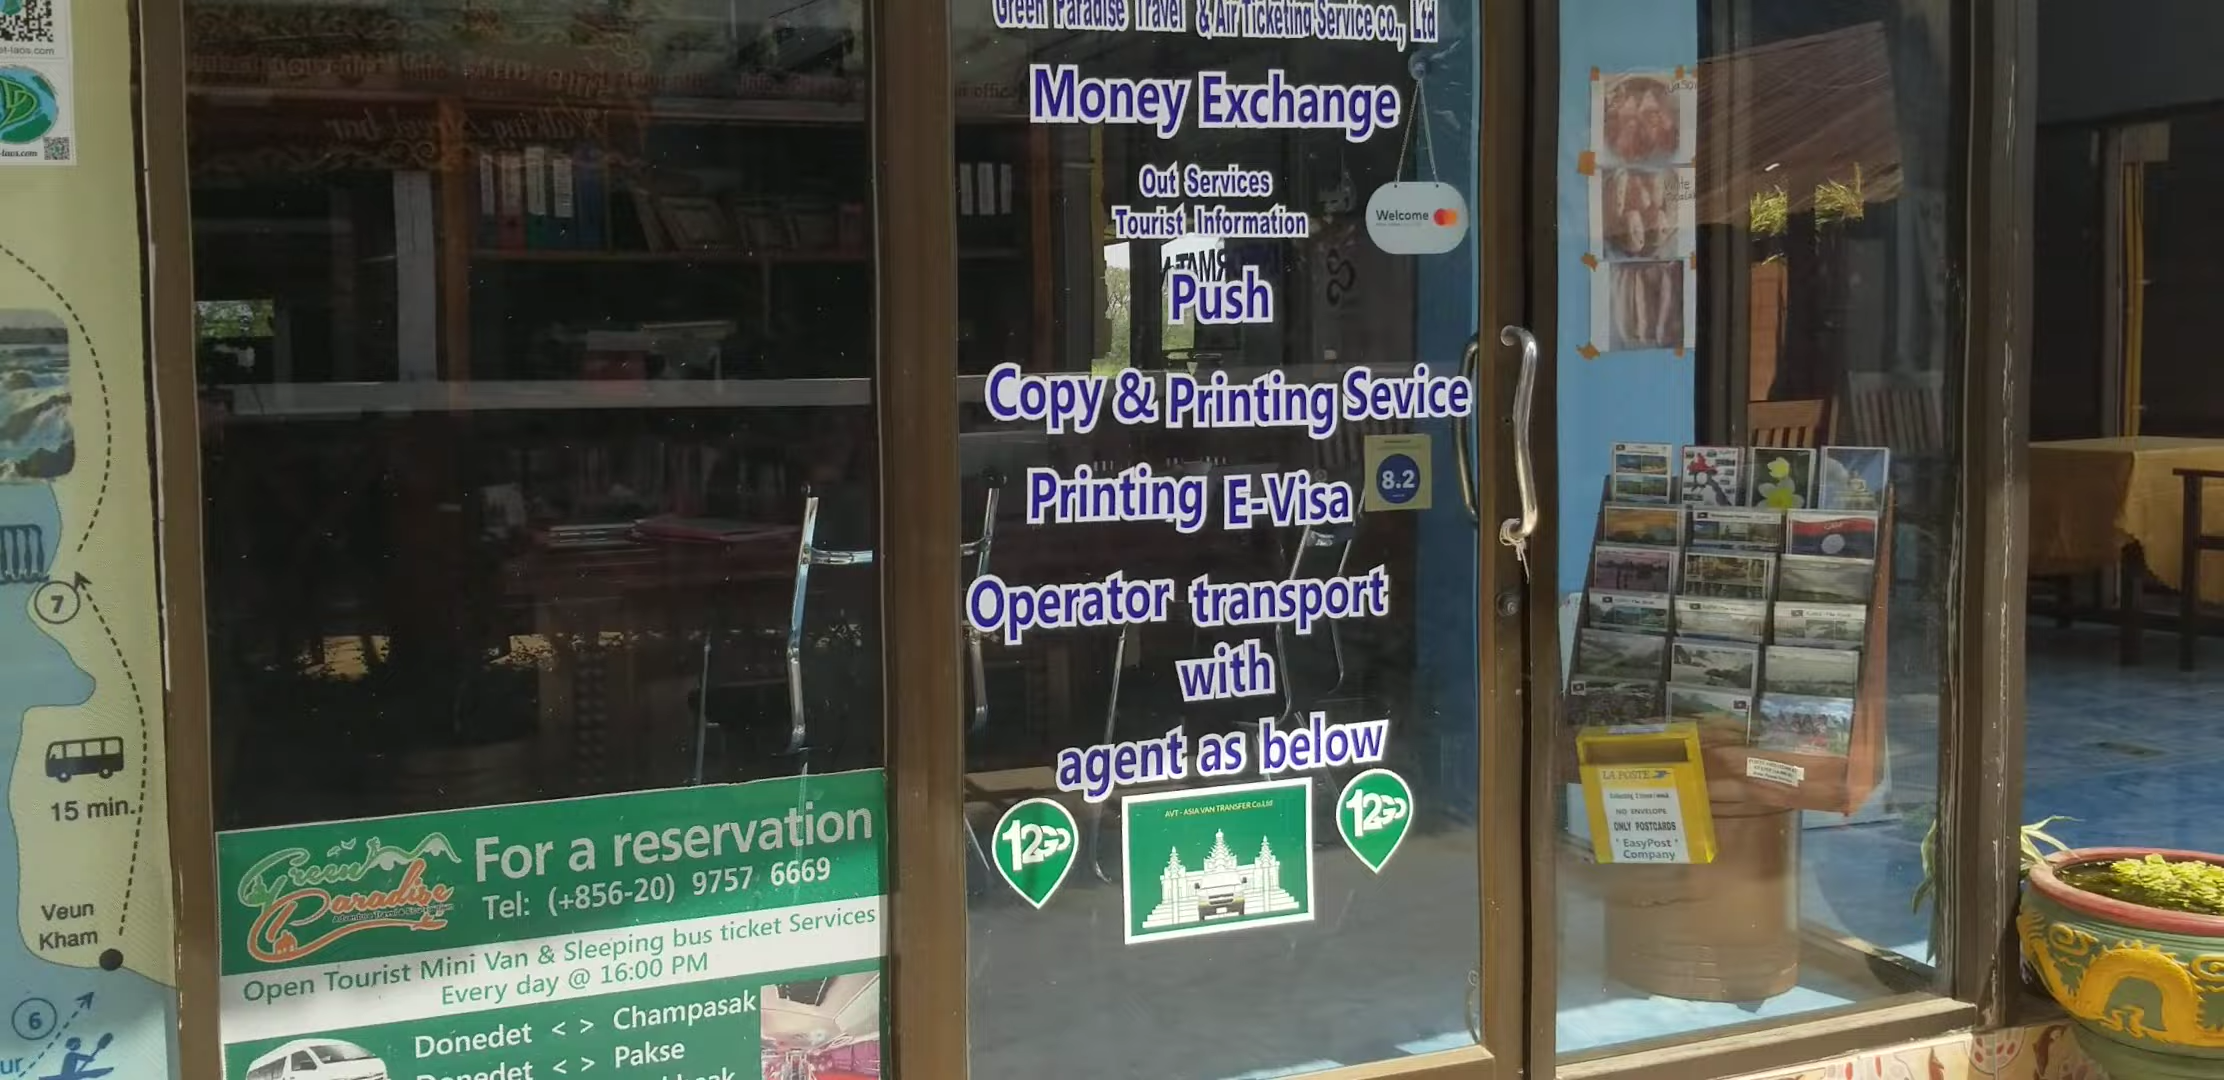 Green Paradise Travel & Air Ticketing Service co., Ltd
Money Exchange
Out Services
Tourist Information
Push
Copy & Printing Sevice
Printing E-Visa
Operator transport
with
agent as below
12GO
AVT - ASIA VAN TRANSFER Co.Ltd
12GO
Welcome
8.2
Green
Paradise
For a reservation
Tel: (+856-20) 9757 6669
Open Tourist Mini Van & Sleeping bus ticket Services
Every day @ 16:00 PM
Donedet < > Champasak
Donedet < > Pakse
7
15 min.
Veun
Kham
6
LA POSTE
NO ENVELOPE
ONLY POSTCARDS
" EasyPost "
Company